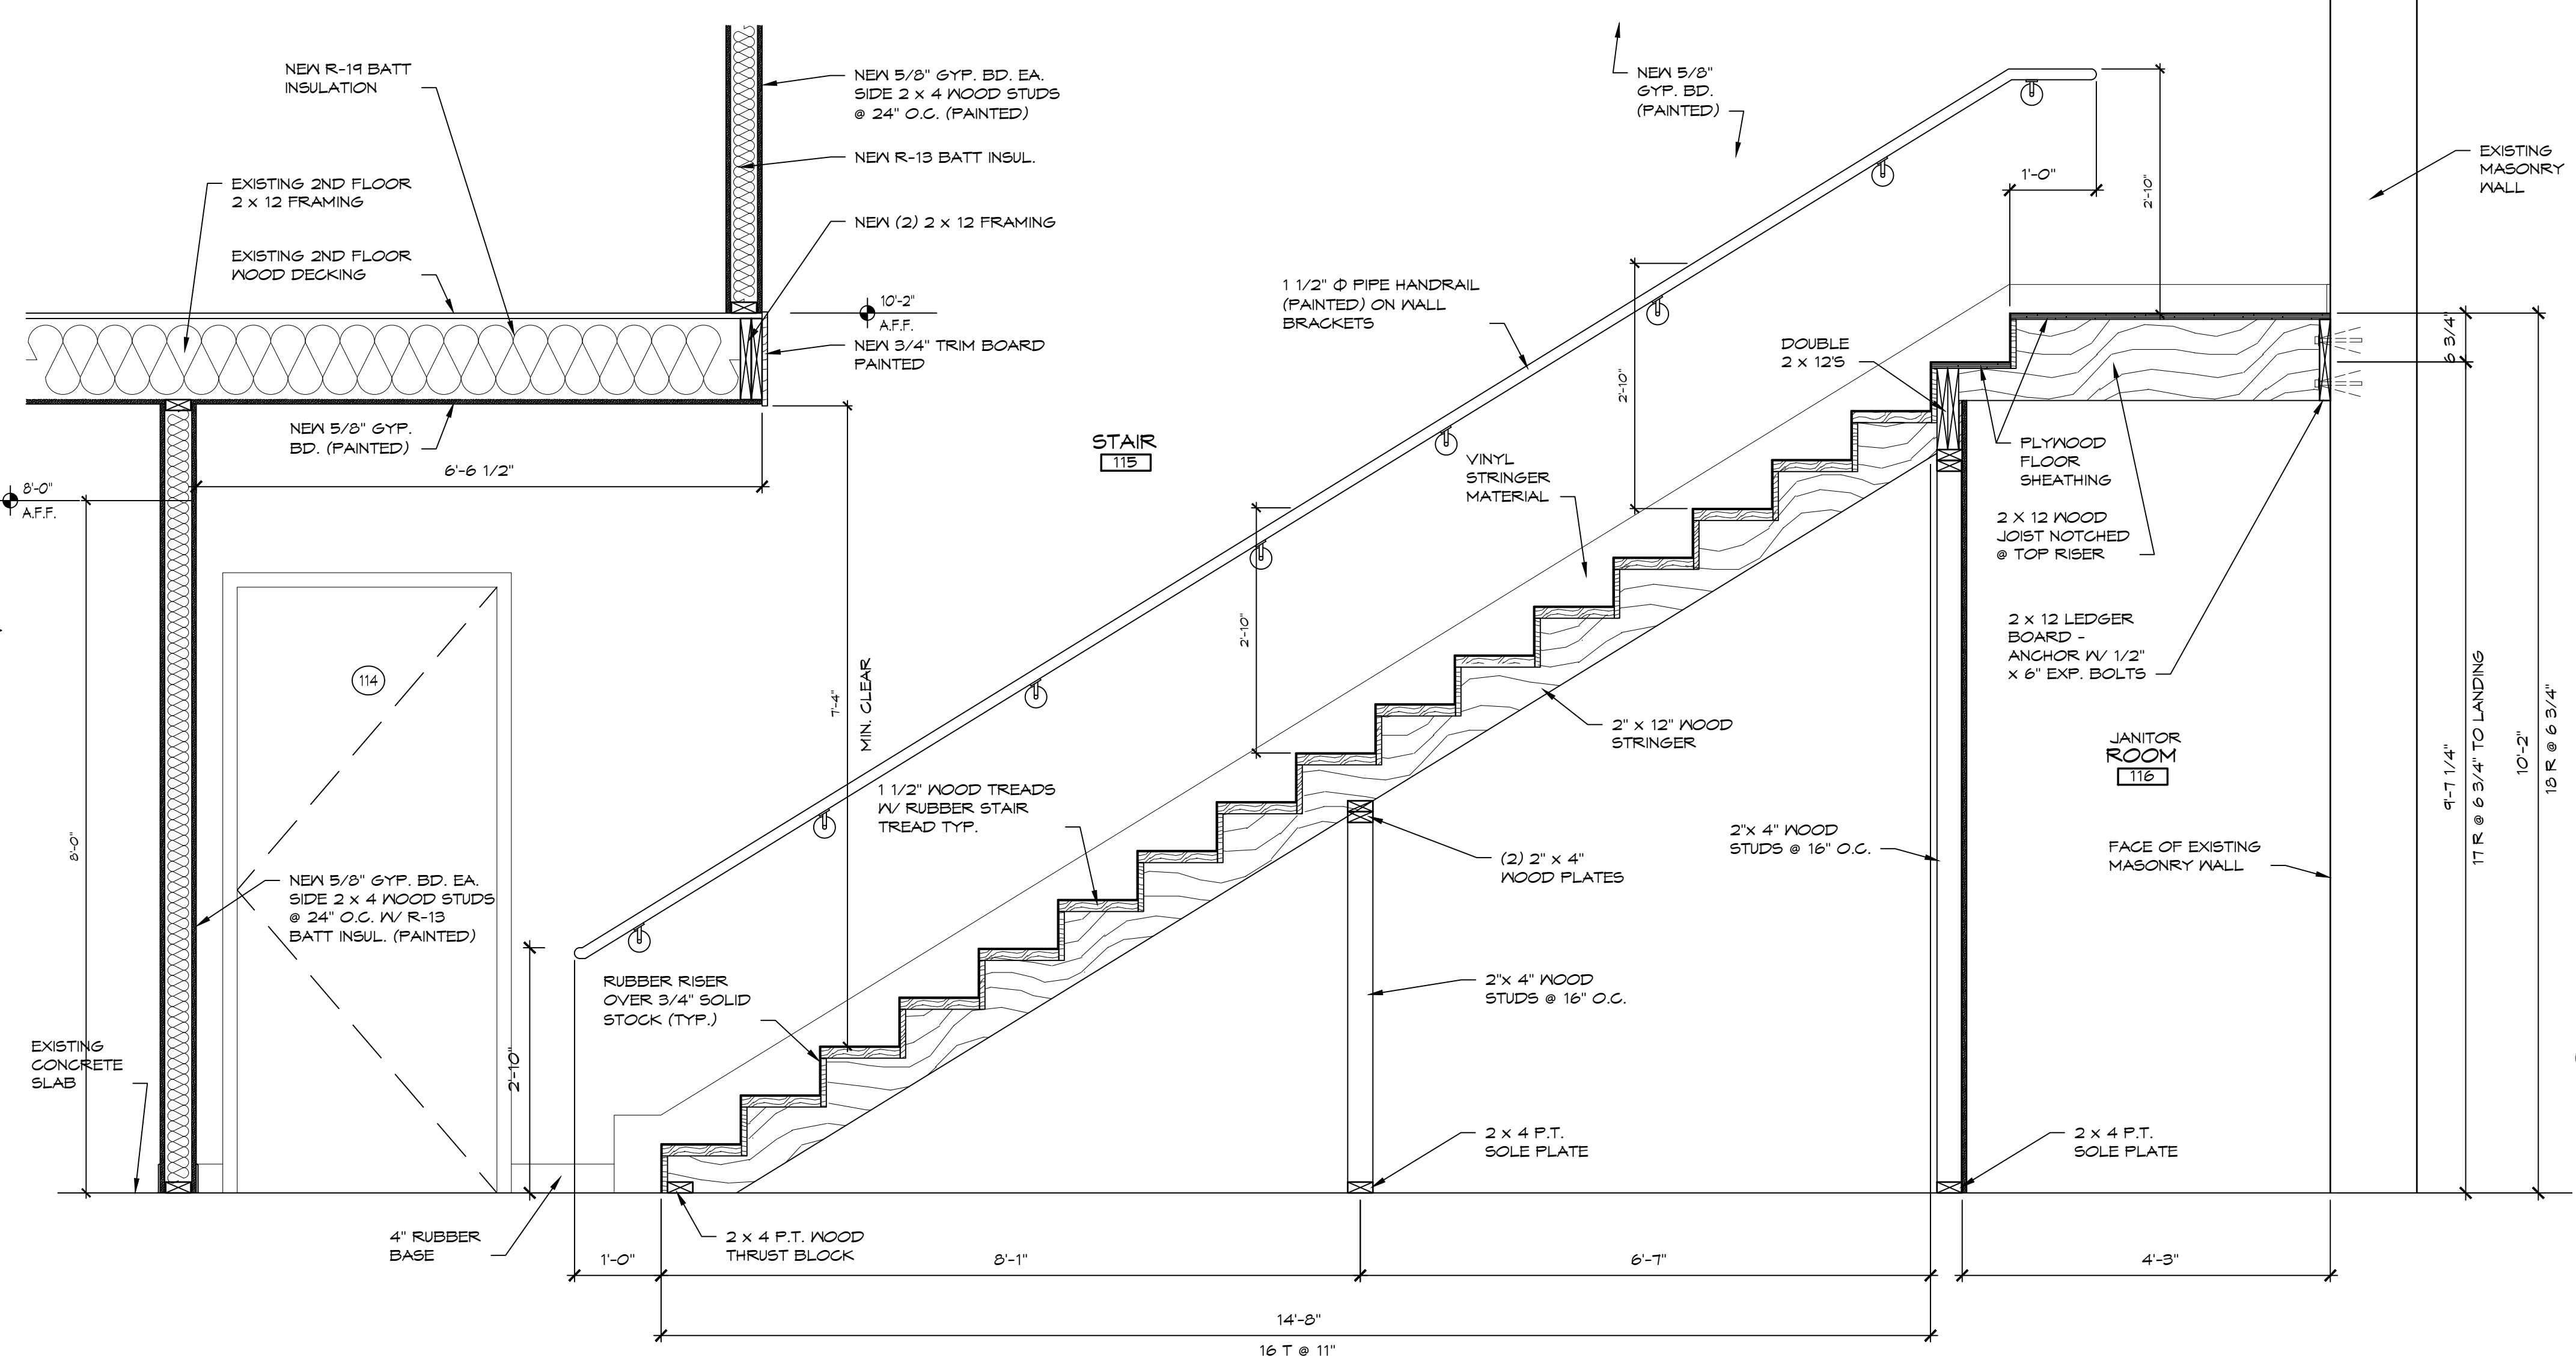 NEW R-19 BATT
INSULATION
EXISTING 2ND FLOOR
2 x 12 FRAMING
EXISTING 2ND FLOOR
WOOD DECKING
NEW 5/8" GYP. BD. EA.
SIDE 2 x 4 WOOD STUDS
@ 24" O.C. (PAINTED)
NEW R-13 BATT INSUL.
NEW (2) 2 x 12 FRAMING
10'-2"
A.F.F.
NEW 3/4" TRIM BOARD
PAINTED
NEW 5/8" GYP.
BD. (PAINTED)
6'-6 1/2"
8'-0"
A.F.F.
8'-0"
114
NEW 5/8" GYP. BD. EA.
SIDE 2 x 4 WOOD STUDS
@ 24" O.C. W/ R-13
BATT INSUL. (PAINTED)
EXISTING
CONCRETE
SLAB
2'-10"
4" RUBBER
BASE
STAIR
115
7'-4"
MIN. CLEAR
1 1/2" WOOD TREADS
W/ RUBBER STAIR
TREAD TYP.
RUBBER RISER
OVER 3/4" SOLID
STOCK (TYP.)
2 x 4 P.T. WOOD
THRUST BLOCK
NEW 5/8"
GYP. BD.
(PAINTED)
1 1/2" Φ PIPE HANDRAIL
(PAINTED) ON WALL
BRACKETS
2'-10"
2'-10"
VINYL
STRINGER
MATERIAL
DOUBLE
2 x 12'S
1'-0"
2'-10"
EXISTING
MASONRY
WALL
PLYWOOD
FLOOR
SHEATHING
2 X 12 WOOD
JOIST NOTCHED
@ TOP RISER
2 x 12 LEDGER
BOARD -
ANCHOR W/ 1/2"
x 6" EXP. BOLTS
2" x 12" WOOD
STRINGER
(2) 2" x 4"
WOOD PLATES
2"x 4" WOOD
STUDS @ 16" O.C.
2"x 4" WOOD
STUDS @ 16" O.C.
JANITOR
ROOM
116
FACE OF EXISTING
MASONRY WALL
2 x 4 P.T.
SOLE PLATE
2 x 4 P.T.
SOLE PLATE
6 3/4"
9'-7 1/4"
17 R @ 6 3/4" TO LANDING
10'-2"
18 R @ 6 3/4"
1'-0"
8'-1"
6'-7"
4'-3"
14'-8"
16 T @ 11"